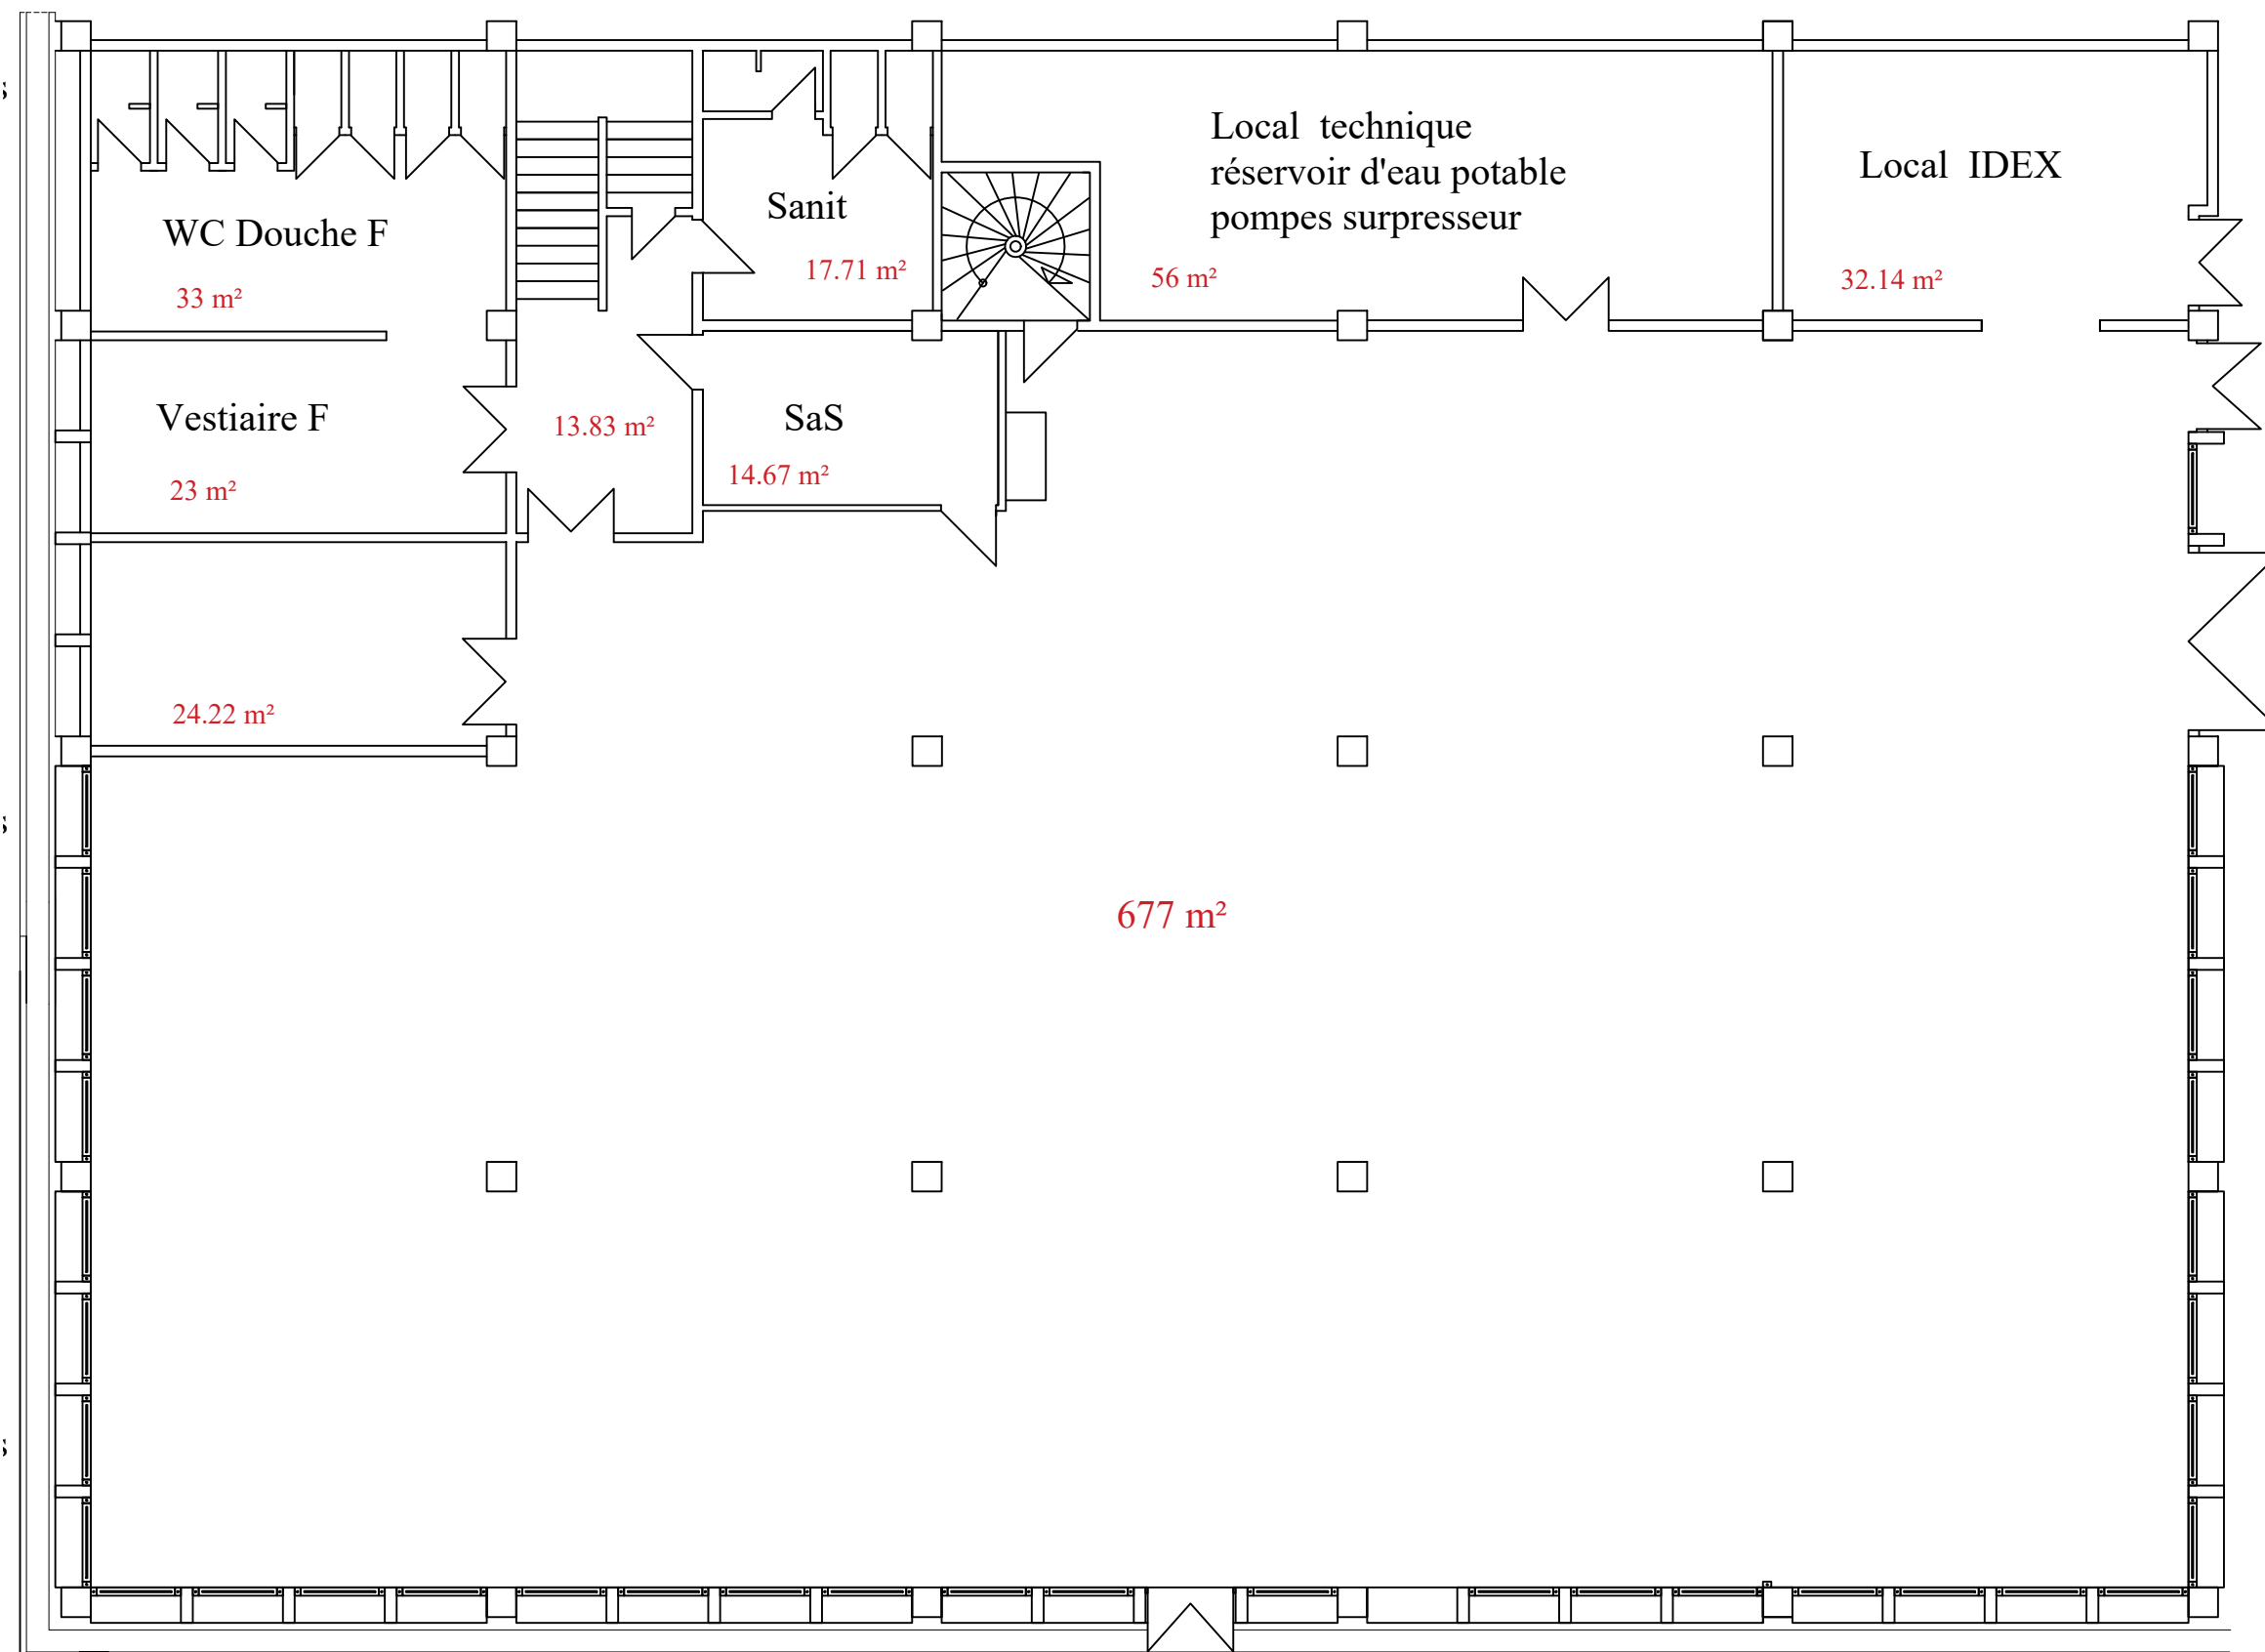 Local technique
réservoir d'eau potable
pompes surpresseur
56 m²
Local IDEX
32.14 m²
Sanit
17.71 m²
WC Douche F
33 m²
Vestiaire F
23 m²
13.83 m²
SaS
14.67 m²
24.22 m²
677 m²